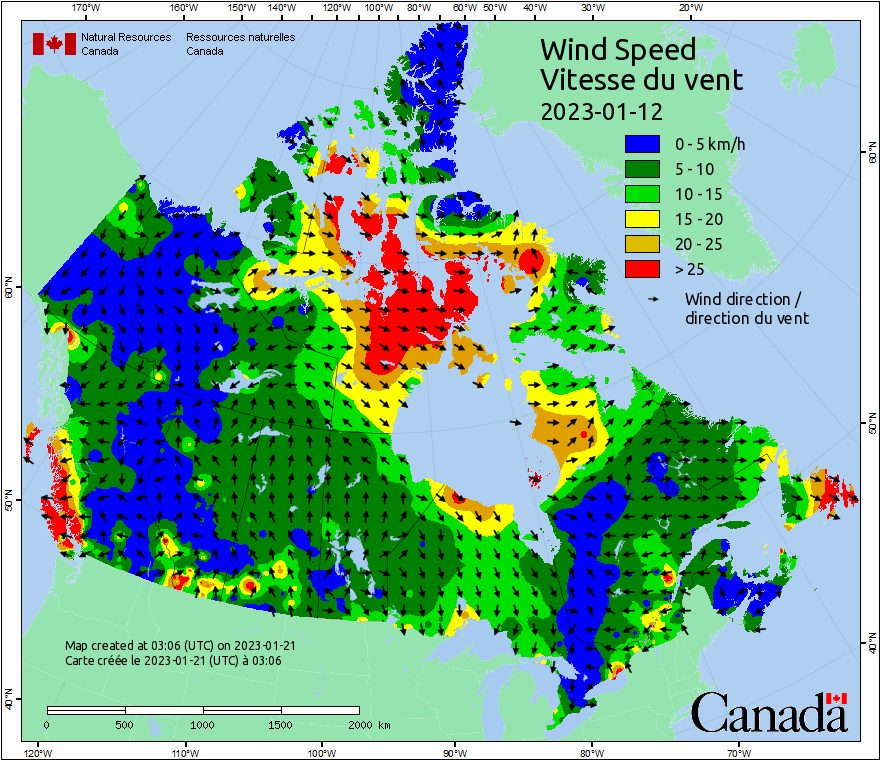 170°W 160°W 150°W 140°W 120°W 100°W 80°W 60°W 50°W 40°W 30°W 20°W
Natural Resources Canada
Ressources naturelles Canada
Wind Speed
Vitesse du vent
2023-01-12
0 - 5 km/h
5 - 10
10 - 15
15 - 20
20 - 25
> 25
Wind direction /
direction du vent
60°N
60°N
50°N
50°N
40°N
40°N
Map created at 03:06 (UTC) on 2023-01-21
Carte créée le 2023-01-21 (UTC) à 03:06
0 500 1000 1500 2000 km
Canada
120°W 110°W 100°W 90°W 80°W 70°W